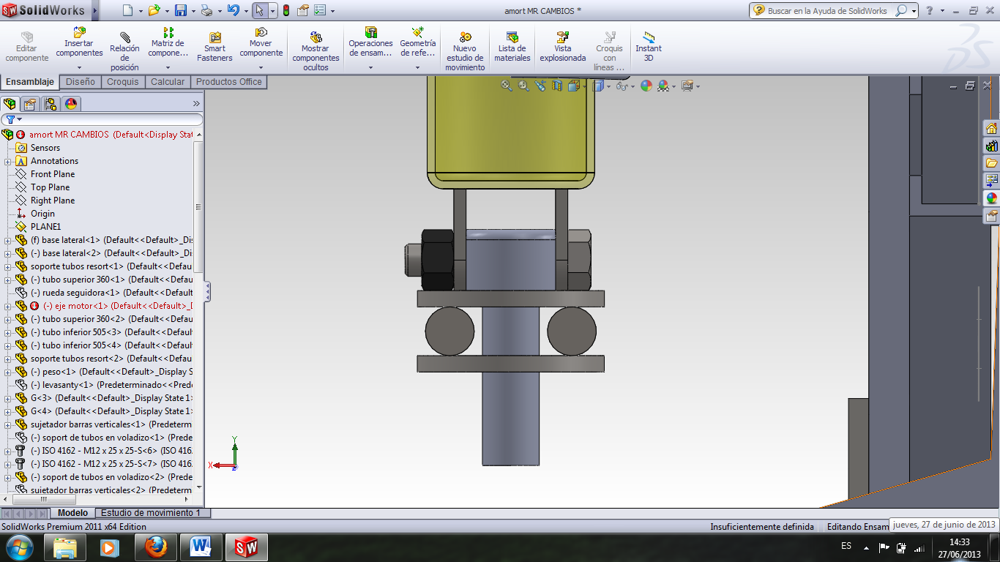 SolidWorks
amort MR CAMBIOS *
Buscar en la Ayuda de SolidWorks
Editar
componente
Insertar
componentes
Relación
de
posición
Matriz de
compone...
Smart
Fasteners
Mover
componente
Mostrar
componentes
ocultos
Operaciones
de ensam...
Geometría
de refe...
Nuevo
estudio de
movimiento
Lista de
materiales
Vista
explosionada
Croquis
con
líneas ...
Instant
3D
Ensamblaje
Diseño
Croquis
Calcular
Productos Office
amort MR CAMBIOS (Default<Display Stat
Sensors
Annotations
Front Plane
Top Plane
Right Plane
Origin
PLANE1
(f) base lateral<1> (Default<<Default>_Dis
(-) base lateral<2> (Default<<Default>_Di
soporte tubos resort<1> (Default<<Defau
(-) tubo superior 360<1> (Default<<Defau
(-) rueda seguidora<1> (Default<<Default
(-) eje motor<1> (Default<<Default>_D
(-) tubo superior 360<2> (Default<<Defau
(-) tubo inferior 505<3> (Default<<Defaul
(-) tubo inferior 505<4> (Default<<Defaul
soporte tubos resort<2> (Default<<Defau
(-) peso<1> (Default<<Default>_Display S
(-) levasanty<1> (Predeterminado<<Pred
G<3> (Default<<Default>_Display State 1>
G<4> (Default<<Default>_Display State 1>
sujetador barras verticales<1> (Predeterm
(-) soport de tubos en voladizo<1> (Prede
(-) ISO 4162 - M12 x 25 x 25-S<6> (ISO 416
(-) ISO 4162 - M12 x 25 x 25-S<7> (ISO 416
(-) soport de tubos en voladizo<2> (Prede
sujetador barras verticales<2> (Predeterm
Y
X
Z
Modelo
Estudio de movimiento 1
SolidWorks Premium 2011 x64 Edition
Insuficientemente definida
Editando Ensam
jueves, 27 de junio de 2013
ES
14:33
27/06/2013